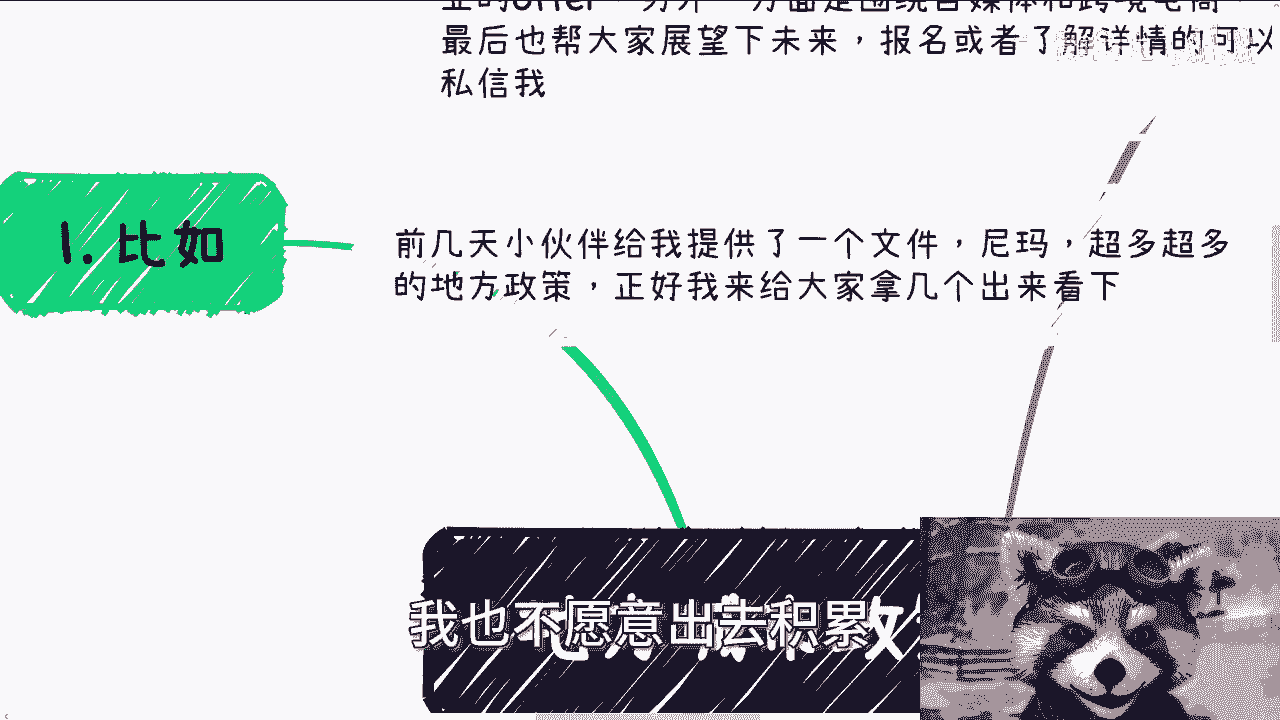 最后也帮大家展望下未来，报名或者了解详情的可以
私信我
1. 比如
前几天小伙伴给我提供了一个文件，尼玛，超多超多
的地方政策，正好我来给大家拿几个出来看下
我也不愿意出去积累